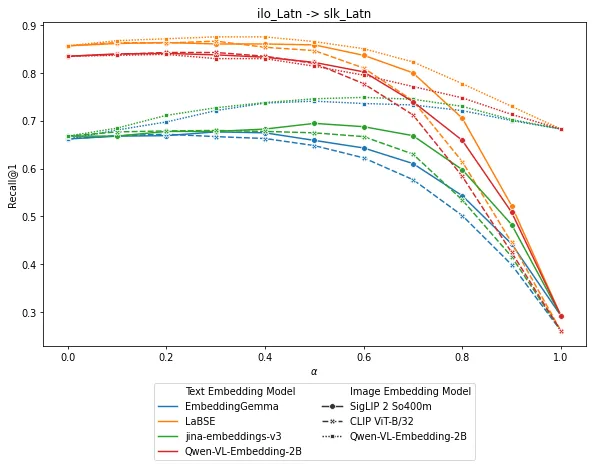 ilo_Latn -> slk_Latn
Recall@1
0.9
0.8
0.7
0.6
0.5
0.4
0.3
0.0
0.2
0.4
0.6
0.8
1.0
α
Text Embedding Model
EmbeddingGemma
LaBSE
jina-embeddings-v3
Qwen-VL-Embedding-2B
Image Embedding Model
SigLIP 2 So400m
CLIP ViT-B/32
Qwen-VL-Embedding-2B